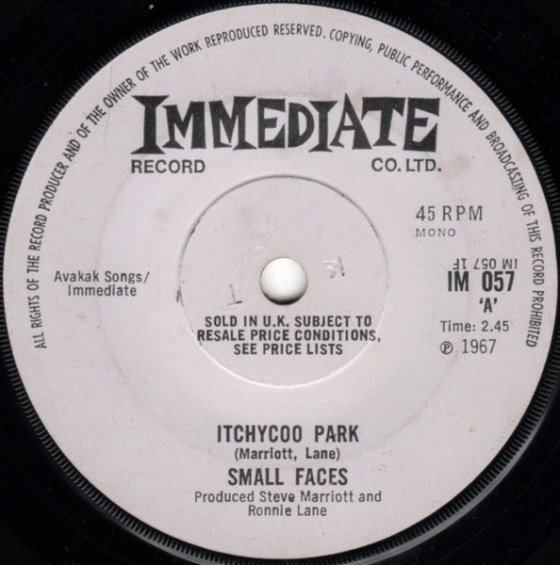 ALL RIGHTS OF THE RECORD PRODUCER AND OF THE OWNER OF THE WORK REPRODUCED RESERVED. COPYING, PUBLIC PERFORMANCE AND BROADCASTING OF THIS RECORD PROHIBITED
IMMEDIATE
RECORD CO. LTD.
45 RPM
MONO
Avakak Songs/
Immediate
IM 057 1F
IM 057
'A'
Time: 2.45
℗ 1967
SOLD IN U.K. SUBJECT TO
RESALE PRICE CONDITIONS,
SEE PRICE LISTS
ITCHYCOO PARK
(Marriott, Lane)
SMALL FACES
Produced Steve Marriott and
Ronnie Lane